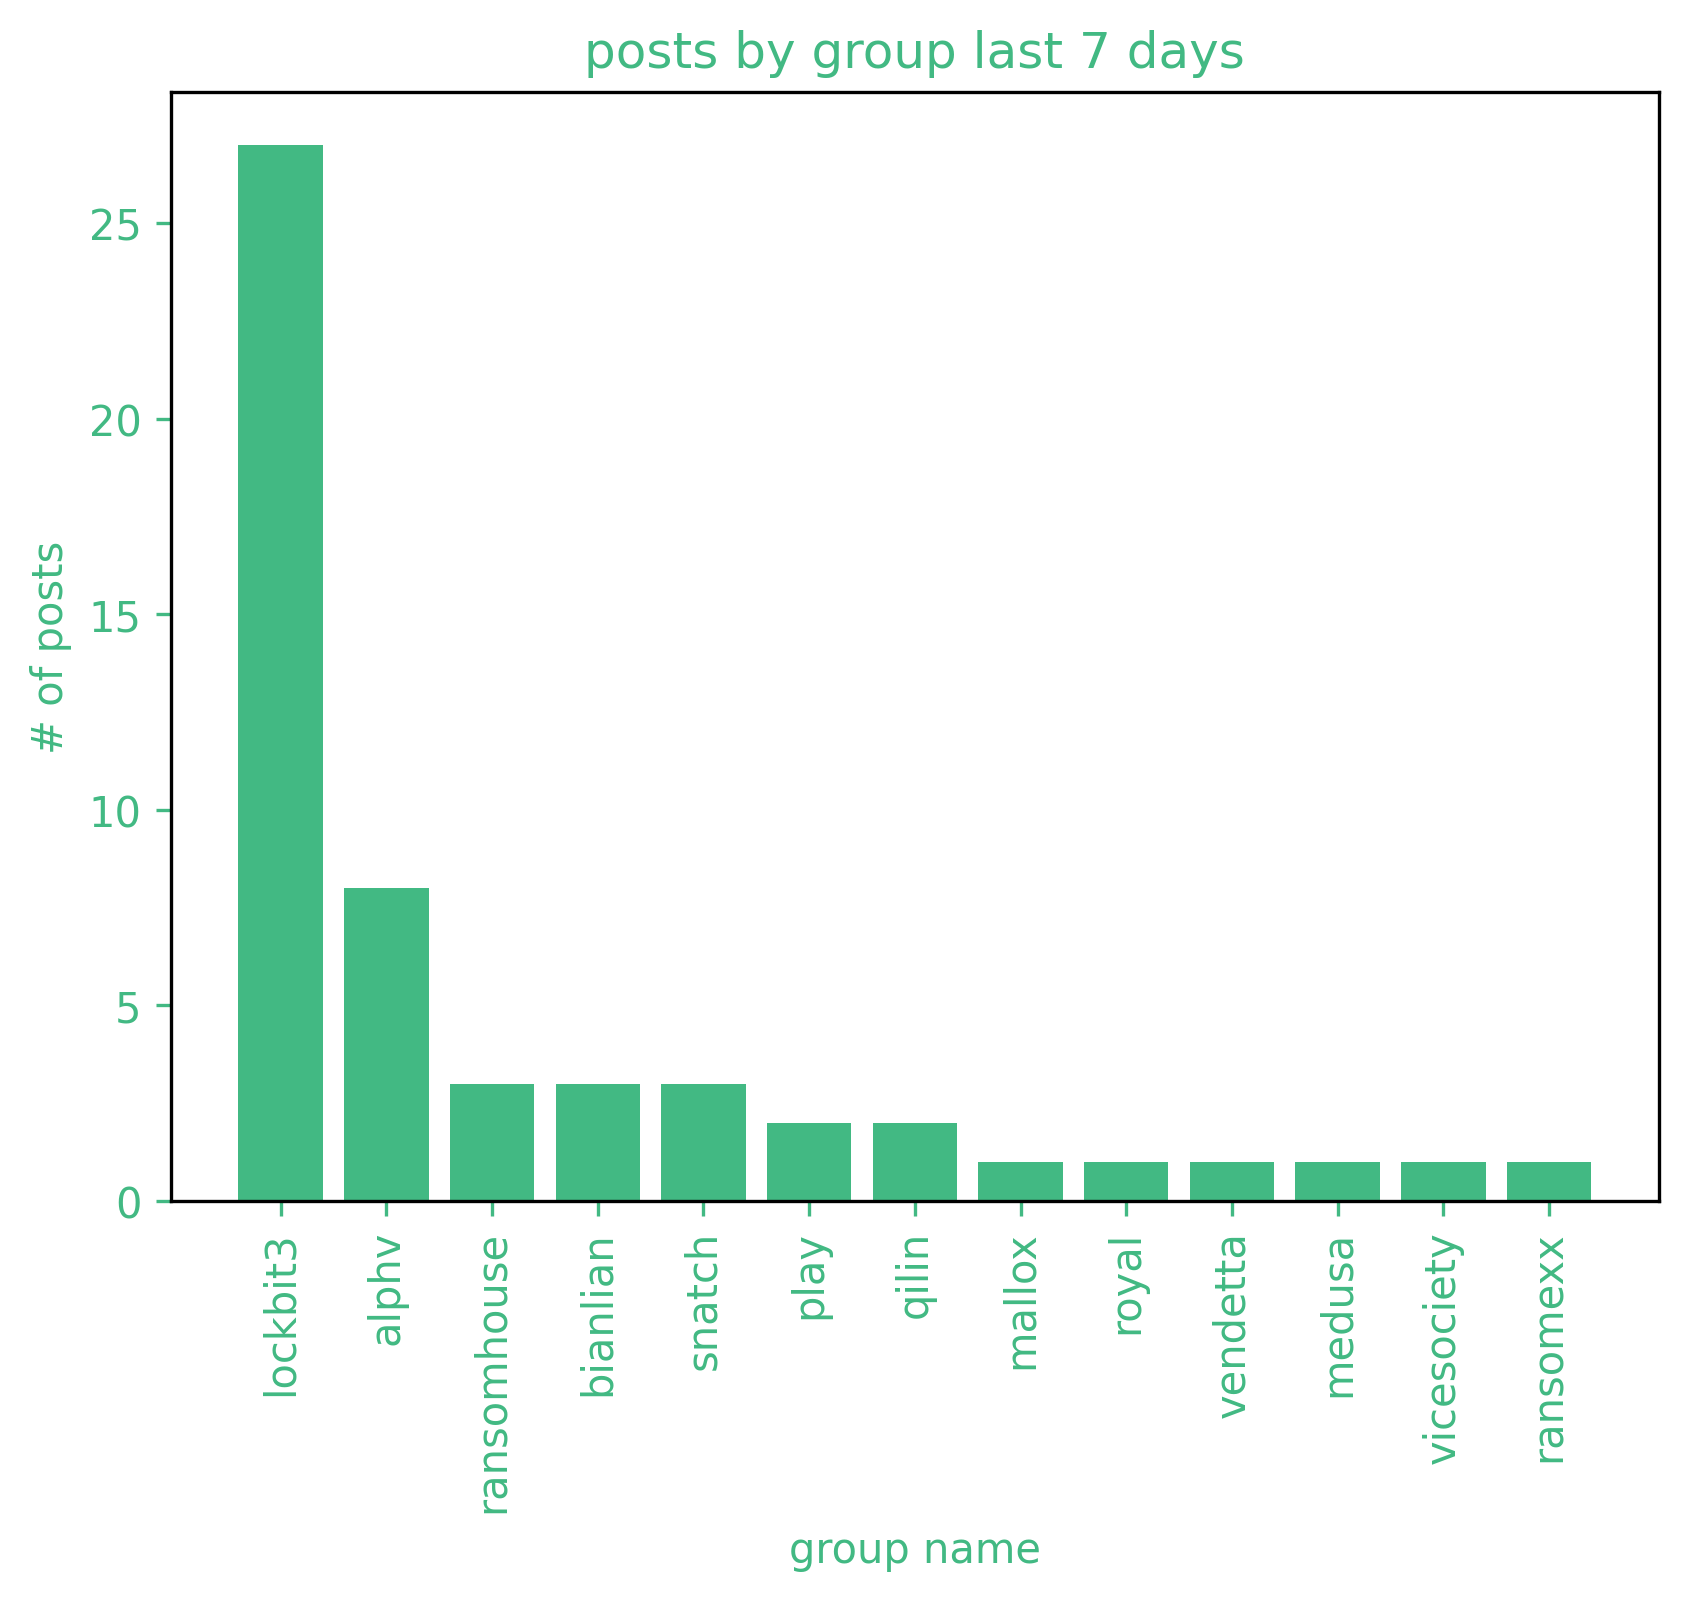 posts by group last 7 days
# of posts
25
20
15
10
5
0
lockbit3
alphv
ransomhouse
bianlian
snatch
play
qilin
mallox
royal
vendetta
medusa
vicesociety
ransomexx
group name